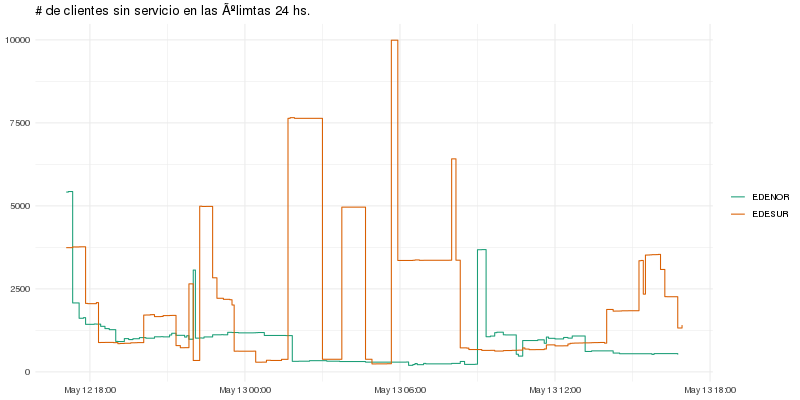 # de clientes sin servicio en las Ãºlimtas 24 hs.
10000
7500
5000
2500
0
May 12 18:00
May 13 00:00
May 13 06:00
May 13 12:00
May 13 18:00
EDENOR
EDESUR